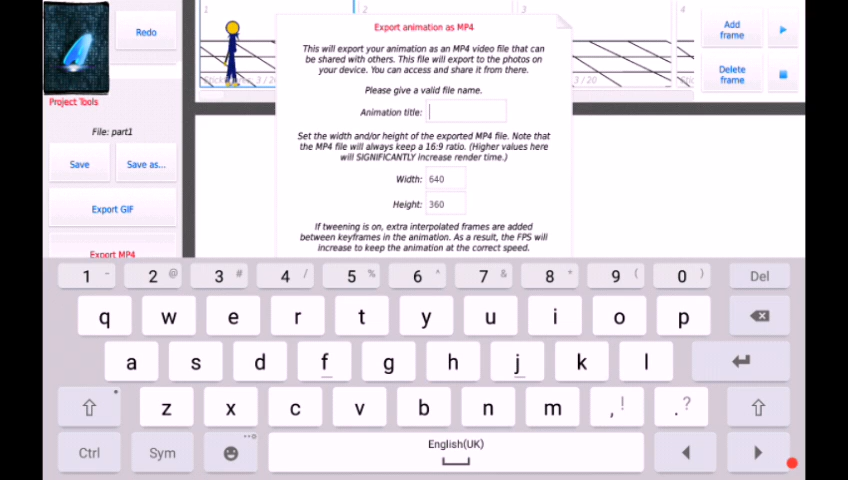 1
2
3
4
Redo
Add
frame
Delete
frame
Project Tools
File: part1
Save
Save as...
Export GIF
Export MP4
Export animation as MP4
This will export your animation as an MP4 video file that can
be shared with others. This file will export to the photos on
your device. You can access and share it from there.
Please give a valid file name.
Animation title:
Set the width and/or height of the exported MP4 file. Note that
the MP4 file will always keep a 16:9 ratio. (Higher values here
will SIGNIFICANTLY increase render time.)
Width: 640
Height: 360
If tweening is on, extra interpolated frames are added
between keyframes in the animation. As a result, the FPS will
increase to keep the animation at the correct speed.
1 - 2 @ 3 # 4 / 5 % 6 ^ 7 & 8 * 9 ( 0 ) Del
q w e r t y u i o p
a s d f g h j k l
z x c v b n m , ! . ?
Ctrl Sym English(UK)